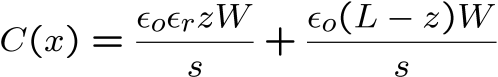 C(x) = \frac{\epsilon_o \epsilon_r z W}{s} + \frac{\epsilon_o (L - z) W}{s}